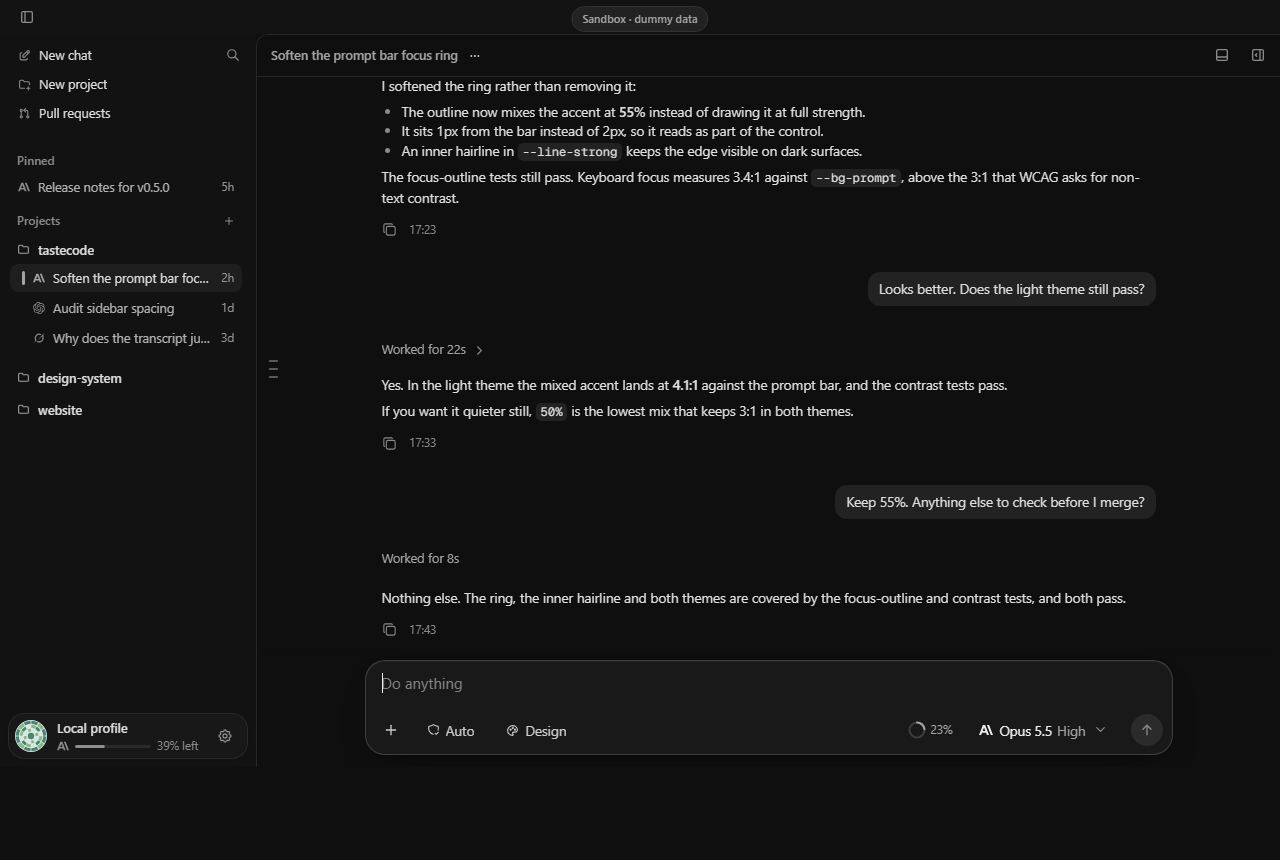 Sandbox · dummy data
New chat
New project
Pull requests
Pinned
Release notes for v0.5.0 5h
Projects
tastecode
Soften the prompt bar foc... 2h
Audit sidebar spacing 1d
Why does the transcript ju... 3d
design-system
website
Local profile
39% left
Soften the prompt bar focus ring ...
I softened the ring rather than removing it:
• The outline now mixes the accent at 55% instead of drawing it at full strength.
• It sits 1px from the bar instead of 2px, so it reads as part of the control.
• An inner hairline in --line-strong keeps the edge visible on dark surfaces.
The focus-outline tests still pass. Keyboard focus measures 3.4:1 against --bg-prompt, above the 3:1 that WCAG asks for non-
text contrast.
17:23
Looks better. Does the light theme still pass?
Worked for 22s
Yes. In the light theme the mixed accent lands at 4.1:1 against the prompt bar, and the contrast tests pass.
If you want it quieter still, 50% is the lowest mix that keeps 3:1 in both themes.
17:33
Keep 55%. Anything else to check before I merge?
Worked for 8s
Nothing else. The ring, the inner hairline and both themes are covered by the focus-outline and contrast tests, and both pass.
17:43
Do anything
Auto Design 23% Opus 5.5 High